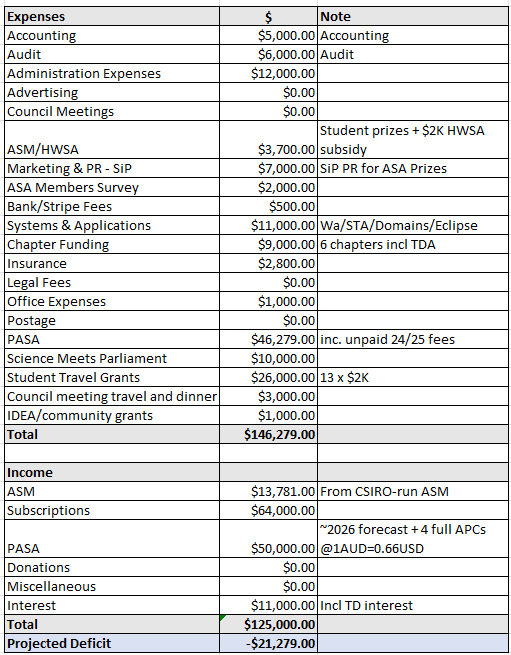 Expenses $ Note
Accounting $5,000.00 Accounting
Audit $6,000.00 Audit
Administration Expenses $12,000.00
Advertising $0.00
Council Meetings $0.00
Student prizes + $2K HWSA
ASM/HWSA $3,700.00 subsidy
Marketing & PR - SiP $7,000.00 SiP PR for ASA Prizes
ASA Members Survey $2,000.00
Bank/Stripe Fees $500.00
Systems & Applications $11,000.00 Wa/STA/Domains/Eclipse
Chapter Funding $9,000.00 6 chapters incl TDA
Insurance $2,800.00
Legal Fees $0.00
Office Expenses $1,000.00
Postage $0.00
PASA $46,279.00 inc. unpaid 24/25 fees
Science Meets Parliament $10,000.00
Student Travel Grants $26,000.00 13 x $2K
Council meeting travel and dinner $3,000.00
IDEA/community grants $1,000.00
Total $146,279.00
Income
ASM $13,781.00 From CSIRO-run ASM
Subscriptions $64,000.00
~2026 forecast + 4 full APCs
PASA $50,000.00 @1AUD=0.66USD
Donations $0.00
Miscellaneous $0.00
Interest $11,000.00 Incl TD interest
Total $125,000.00
Projected Deficit -$21,279.00